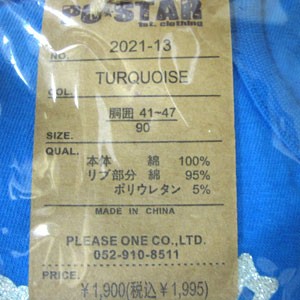 STAR
clothing
NO. 2021-13
COL. TURQUOISE
胴囲 41~47
SIZE. 90
QUAL.
本体 綿 100%
リブ部分 綿 95%
ポリウレタン 5%
MADE IN CHINA
PLEASE ONE CO.,LTD.
052-910-8511
PRICE.
¥1,900(税込¥1,995)